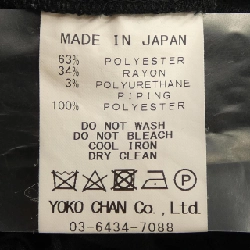 MADE IN JAPAN
63% POLYESTER
34% RAYON
3% POLYURETHANE
PIPING
100% POLYESTER
DO NOT WASH
DO NOT BLEACH
COOL IRON
DRY CLEAN
P
YOKO CHAN Co., Ltd.
03-6434-7088